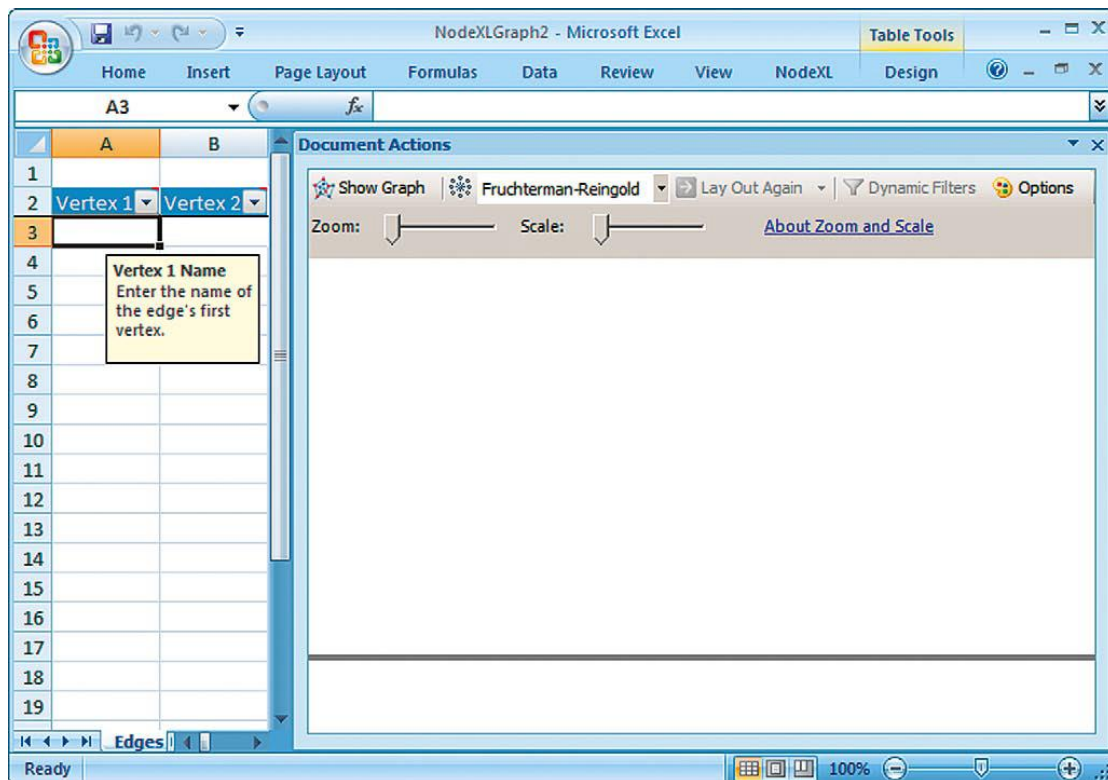 NodeXLGraph2 - Microsoft Excel
Table Tools
Home Insert Page Layout Formulas Data Review View NodeXL Design
A3 fx
A B
Document Actions
1
Show Graph Fruchterman-Reingold Lay Out Again Dynamic Filters Options
2 Vertex 1 Vertex 2
3
Zoom: Scale: About Zoom and Scale
4
Vertex 1 Name
5
Enter the name of
the edge's first
6
vertex.
7
8
9
10
11
12
13
14
15
16
17
18
19
Edges
Ready 100%